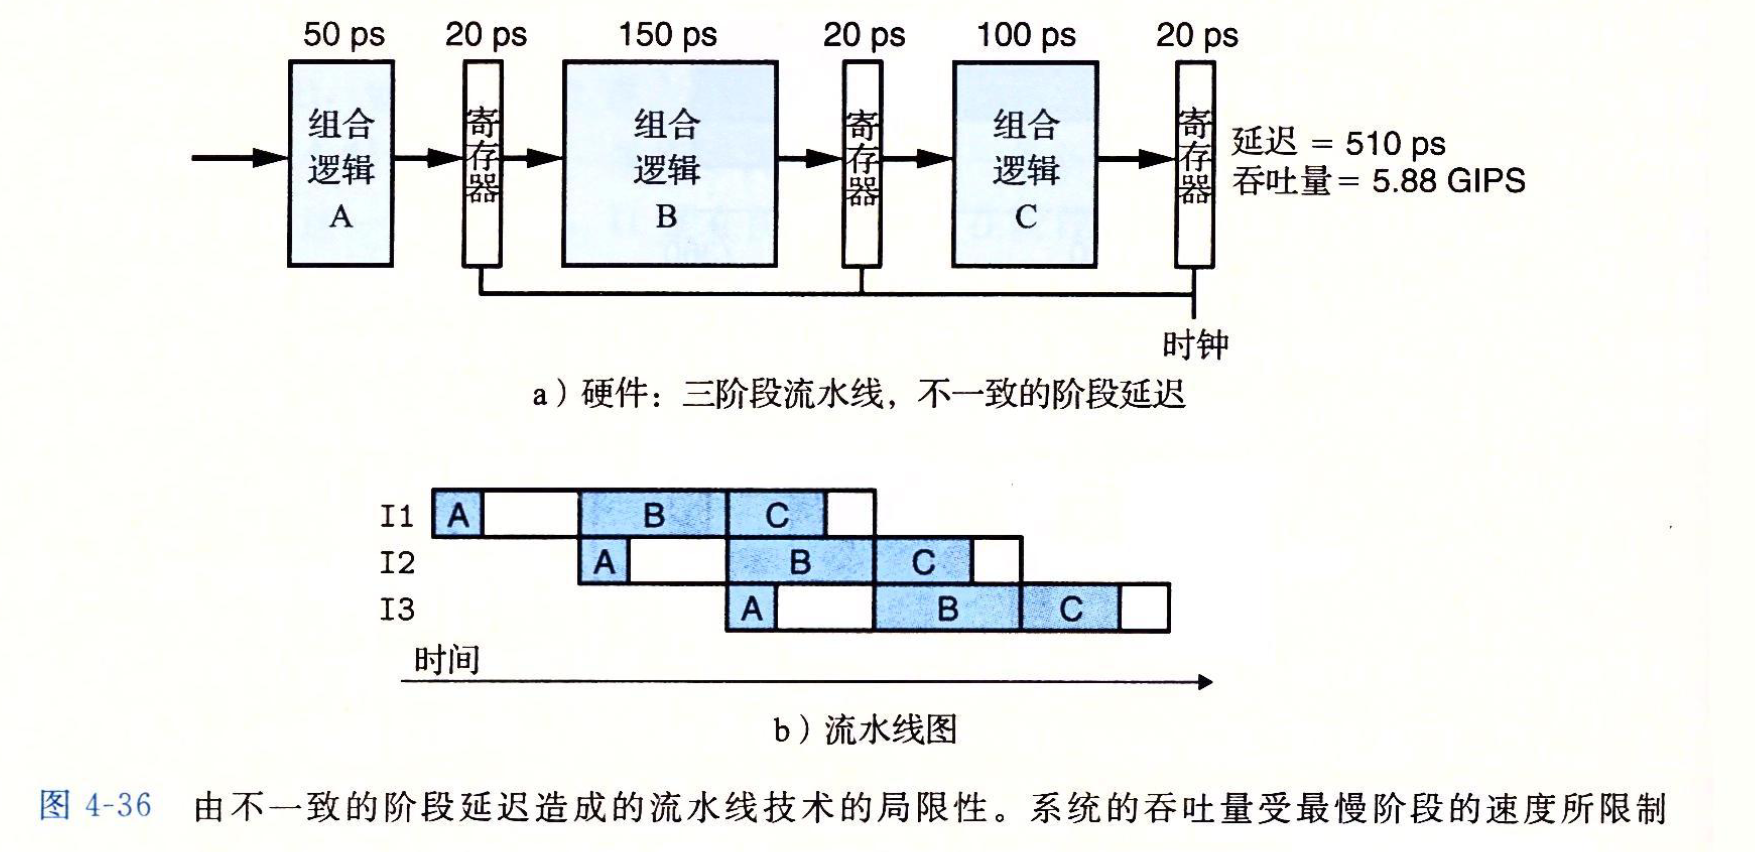 50 ps 20 ps 150 ps 20 ps 100 ps 20 ps
组合逻辑 A
寄存器
组合逻辑 B
寄存器
组合逻辑 C
寄存器
延迟 = 510 ps
吞吐量 = 5.88 GIPS
时钟
a）硬件：三阶段流水线，不一致的阶段延迟
I1 A B C
I2 A B C
I3 A B C
时间
b）流水线图
图 4-36 由不一致的阶段延迟造成的流水线技术的局限性。系统的吞吐量受最慢阶段的速度所限制